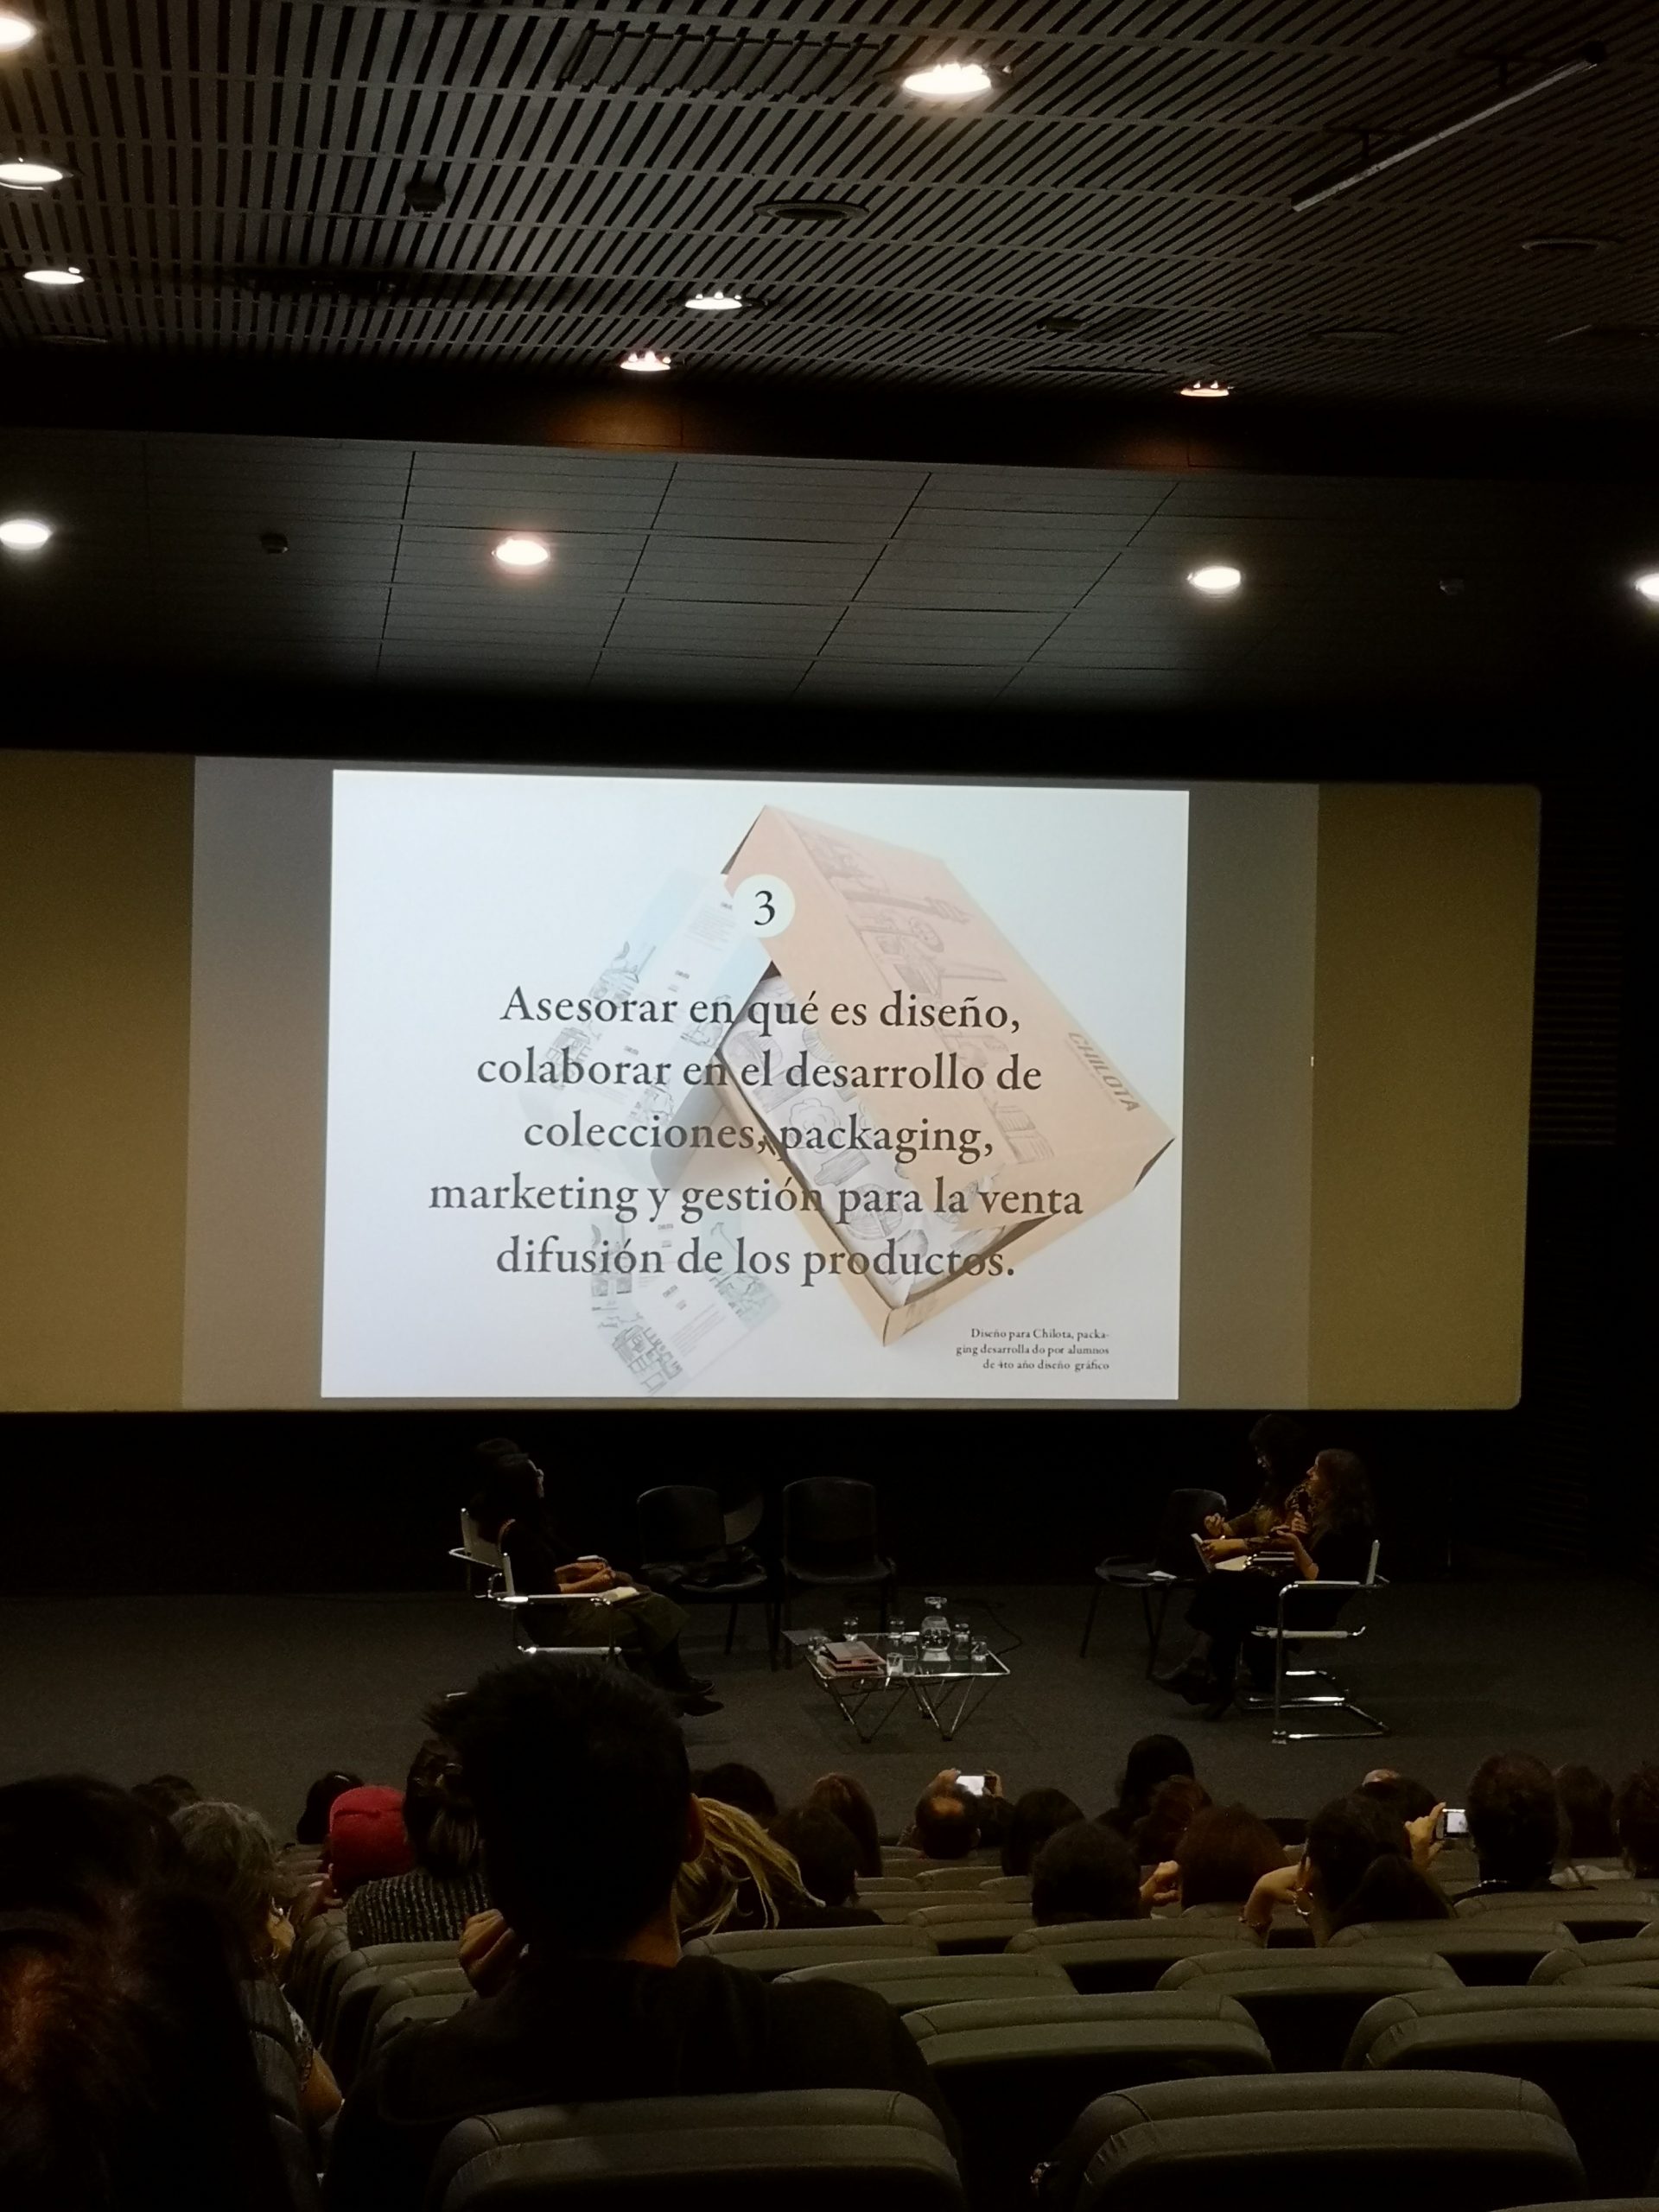 3
Asesorar en qué es diseño,
colaborar en el desarrollo de
colecciones, packaging,
marketing y gestión para la venta
difusión de los productos.
CHILOTA
Diseño para Chilota, packa-
ging desarrolla do por alumnos
de 4to año diseño gráfico